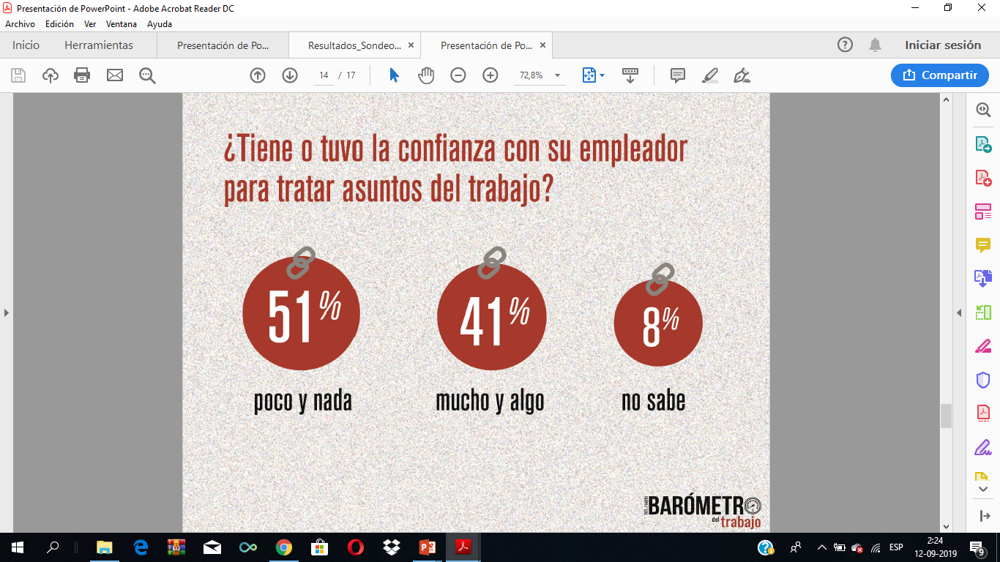 Presentación de PowerPoint - Adobe Acrobat Reader DC
Archivo Edición Ver Ventana Ayuda
Inicio Herramientas Presentación de Po... Resultados_Sondeo... × Presentación de Po... × Iniciar sesión
14 / 17 72,8% Compartir
¿Tiene o tuvo la confianza con su empleador
para tratar asuntos del trabajo?
51% 41% 8%
poco y nada mucho y algo no sabe
BARÓMETRO
del trabajo
ESP
2:24
12-09-2019
9